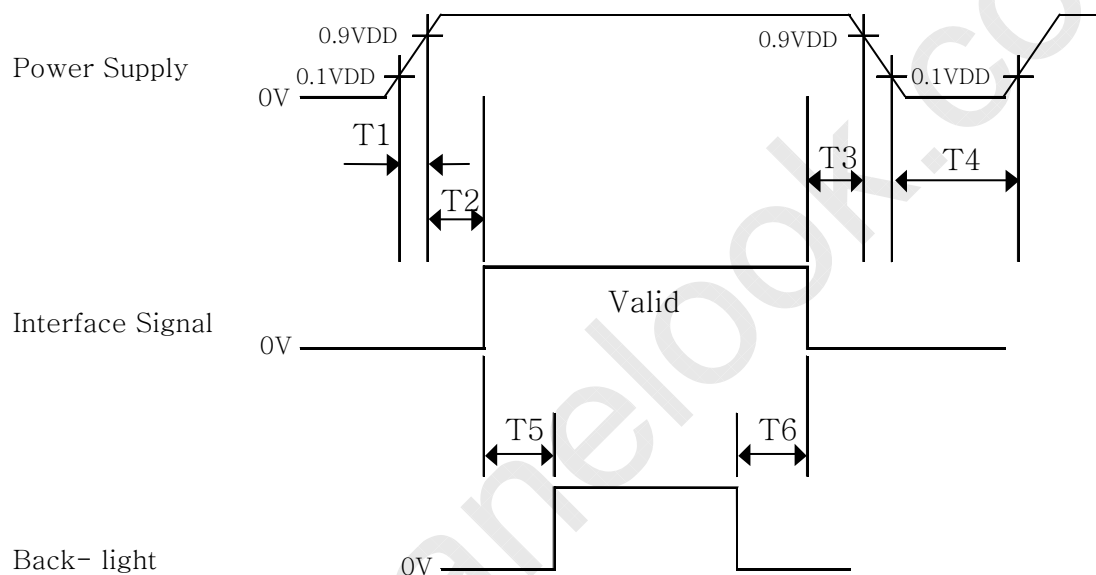 0.9VDD
0.9VDD
Power Supply
0.1VDD
0.1VDD
0V
T1
T2
T3
T4
Valid
Interface Signal
0V
T5
T6
Back- light
0V